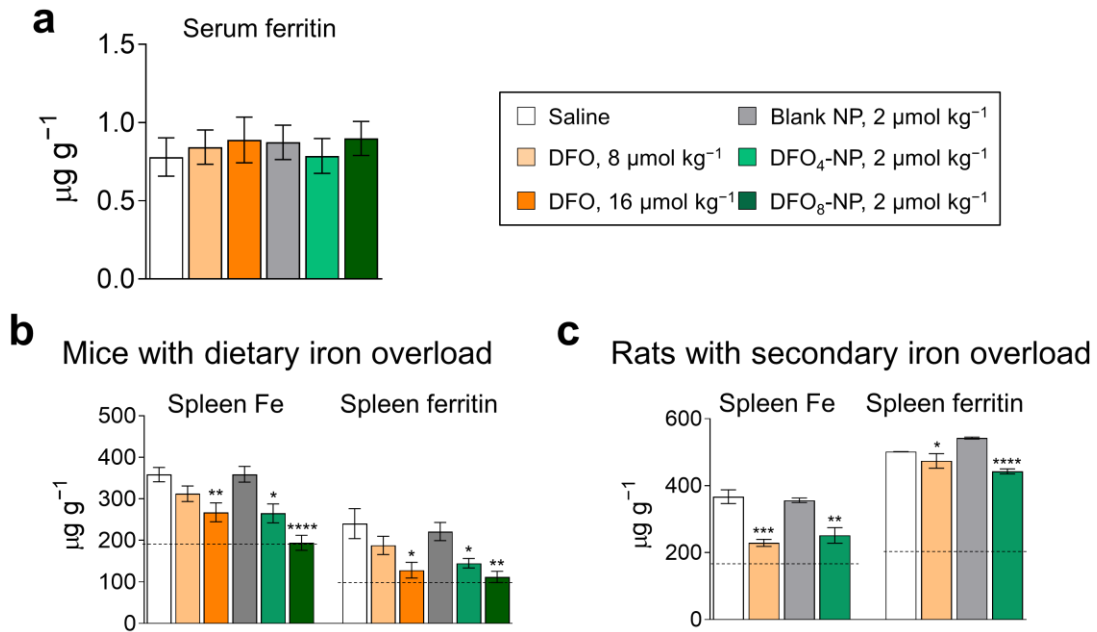 a
Serum ferritin
1.5
1.0
0.5
0.0
µg g⁻¹
Saline
DFO, 8 µmol kg⁻¹
DFO, 16 µmol kg⁻¹
Blank NP, 2 µmol kg⁻¹
DFO₄-NP, 2 µmol kg⁻¹
DFO₈-NP, 2 µmol kg⁻¹
b
Mice with dietary iron overload
Spleen Fe
Spleen ferritin
500
400
300
200
100
0
µg g⁻¹
**
*
****
*
*
**
c
Rats with secondary iron overload
Spleen Fe
Spleen ferritin
600
400
200
0
µg g⁻¹
***
**
*
****